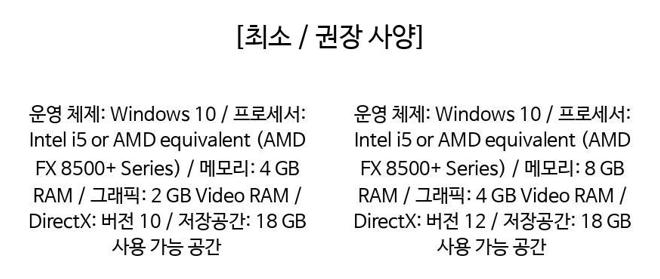 [최소 / 권장 사양]
운영 체제: Windows 10 / 프로세서:
Intel i5 or AMD equivalent (AMD
FX 8500+ Series) / 메모리: 4 GB
RAM / 그래픽: 2 GB Video RAM /
DirectX: 버전 10 / 저장공간: 18 GB
사용 가능 공간
운영 체제: Windows 10 / 프로세서:
Intel i5 or AMD equivalent (AMD
FX 8500+ Series) / 메모리: 8 GB
RAM / 그래픽: 4 GB Video RAM /
DirectX: 버전 12 / 저장공간: 18 GB
사용 가능 공간